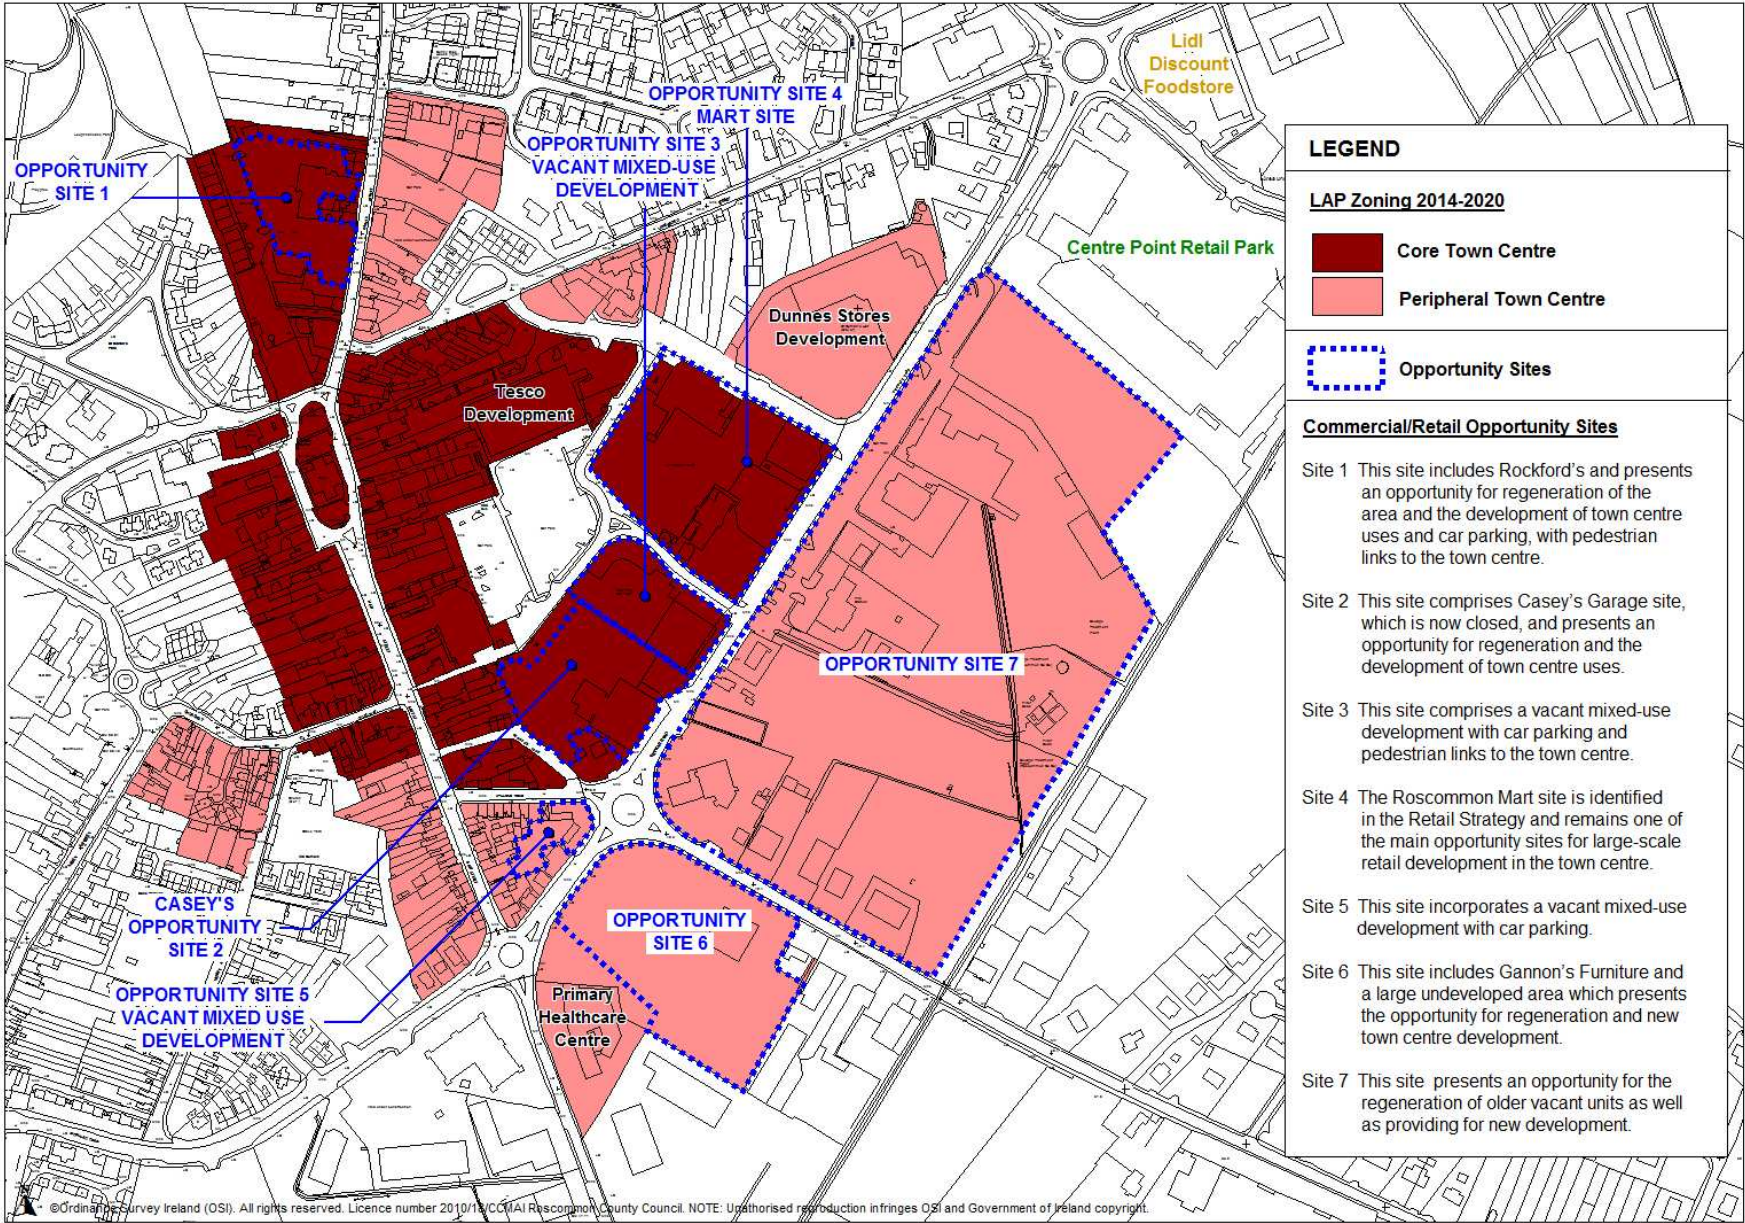 Lidl
Discount
Foodstore
OPPORTUNITY SITE 4
MART SITE
OPPORTUNITY SITE 3
VACANT MIXED-USE
DEVELOPMENT
OPPORTUNITY
SITE 1
Centre Point Retail Park
Dunnes Stores
Development
Tesco
Development
OPPORTUNITY SITE 7
CASEY'S
OPPORTUNITY
SITE 2
OPPORTUNITY
SITE 6
OPPORTUNITY SITE 5
VACANT MIXED USE
DEVELOPMENT
Primary
Healthcare
Centre
LEGEND
LAP Zoning 2014-2020
Core Town Centre
Peripheral Town Centre
Opportunity Sites
Commercial/Retail Opportunity Sites
Site 1 This site includes Rockford's and presents
an opportunity for regeneration of the
area and the development of town centre
uses and car parking, with pedestrian
links to the town centre.
Site 2 This site comprises Casey's Garage site,
which is now closed, and presents an
opportunity for regeneration and the
development of town centre uses.
Site 3 This site comprises a vacant mixed-use
development with car parking and
pedestrian links to the town centre.
Site 4 The Roscommon Mart site is identified
in the Retail Strategy and remains one of
the main opportunity sites for large-scale
retail development in the town centre.
Site 5 This site incorporates a vacant mixed-use
development with car parking.
Site 6 This site includes Gannon's Furniture and
a large undeveloped area which presents
the opportunity for regeneration and new
town centre development.
Site 7 This site presents an opportunity for the
regeneration of older vacant units as well
as providing for new development.
©Ordinance Survey Ireland (OSI). All rights reserved. Licence number 2010/18/CCMA/ Roscommon County Council. NOTE: Unathorised reproduction infringes OSI and Government of Ireland copyright.